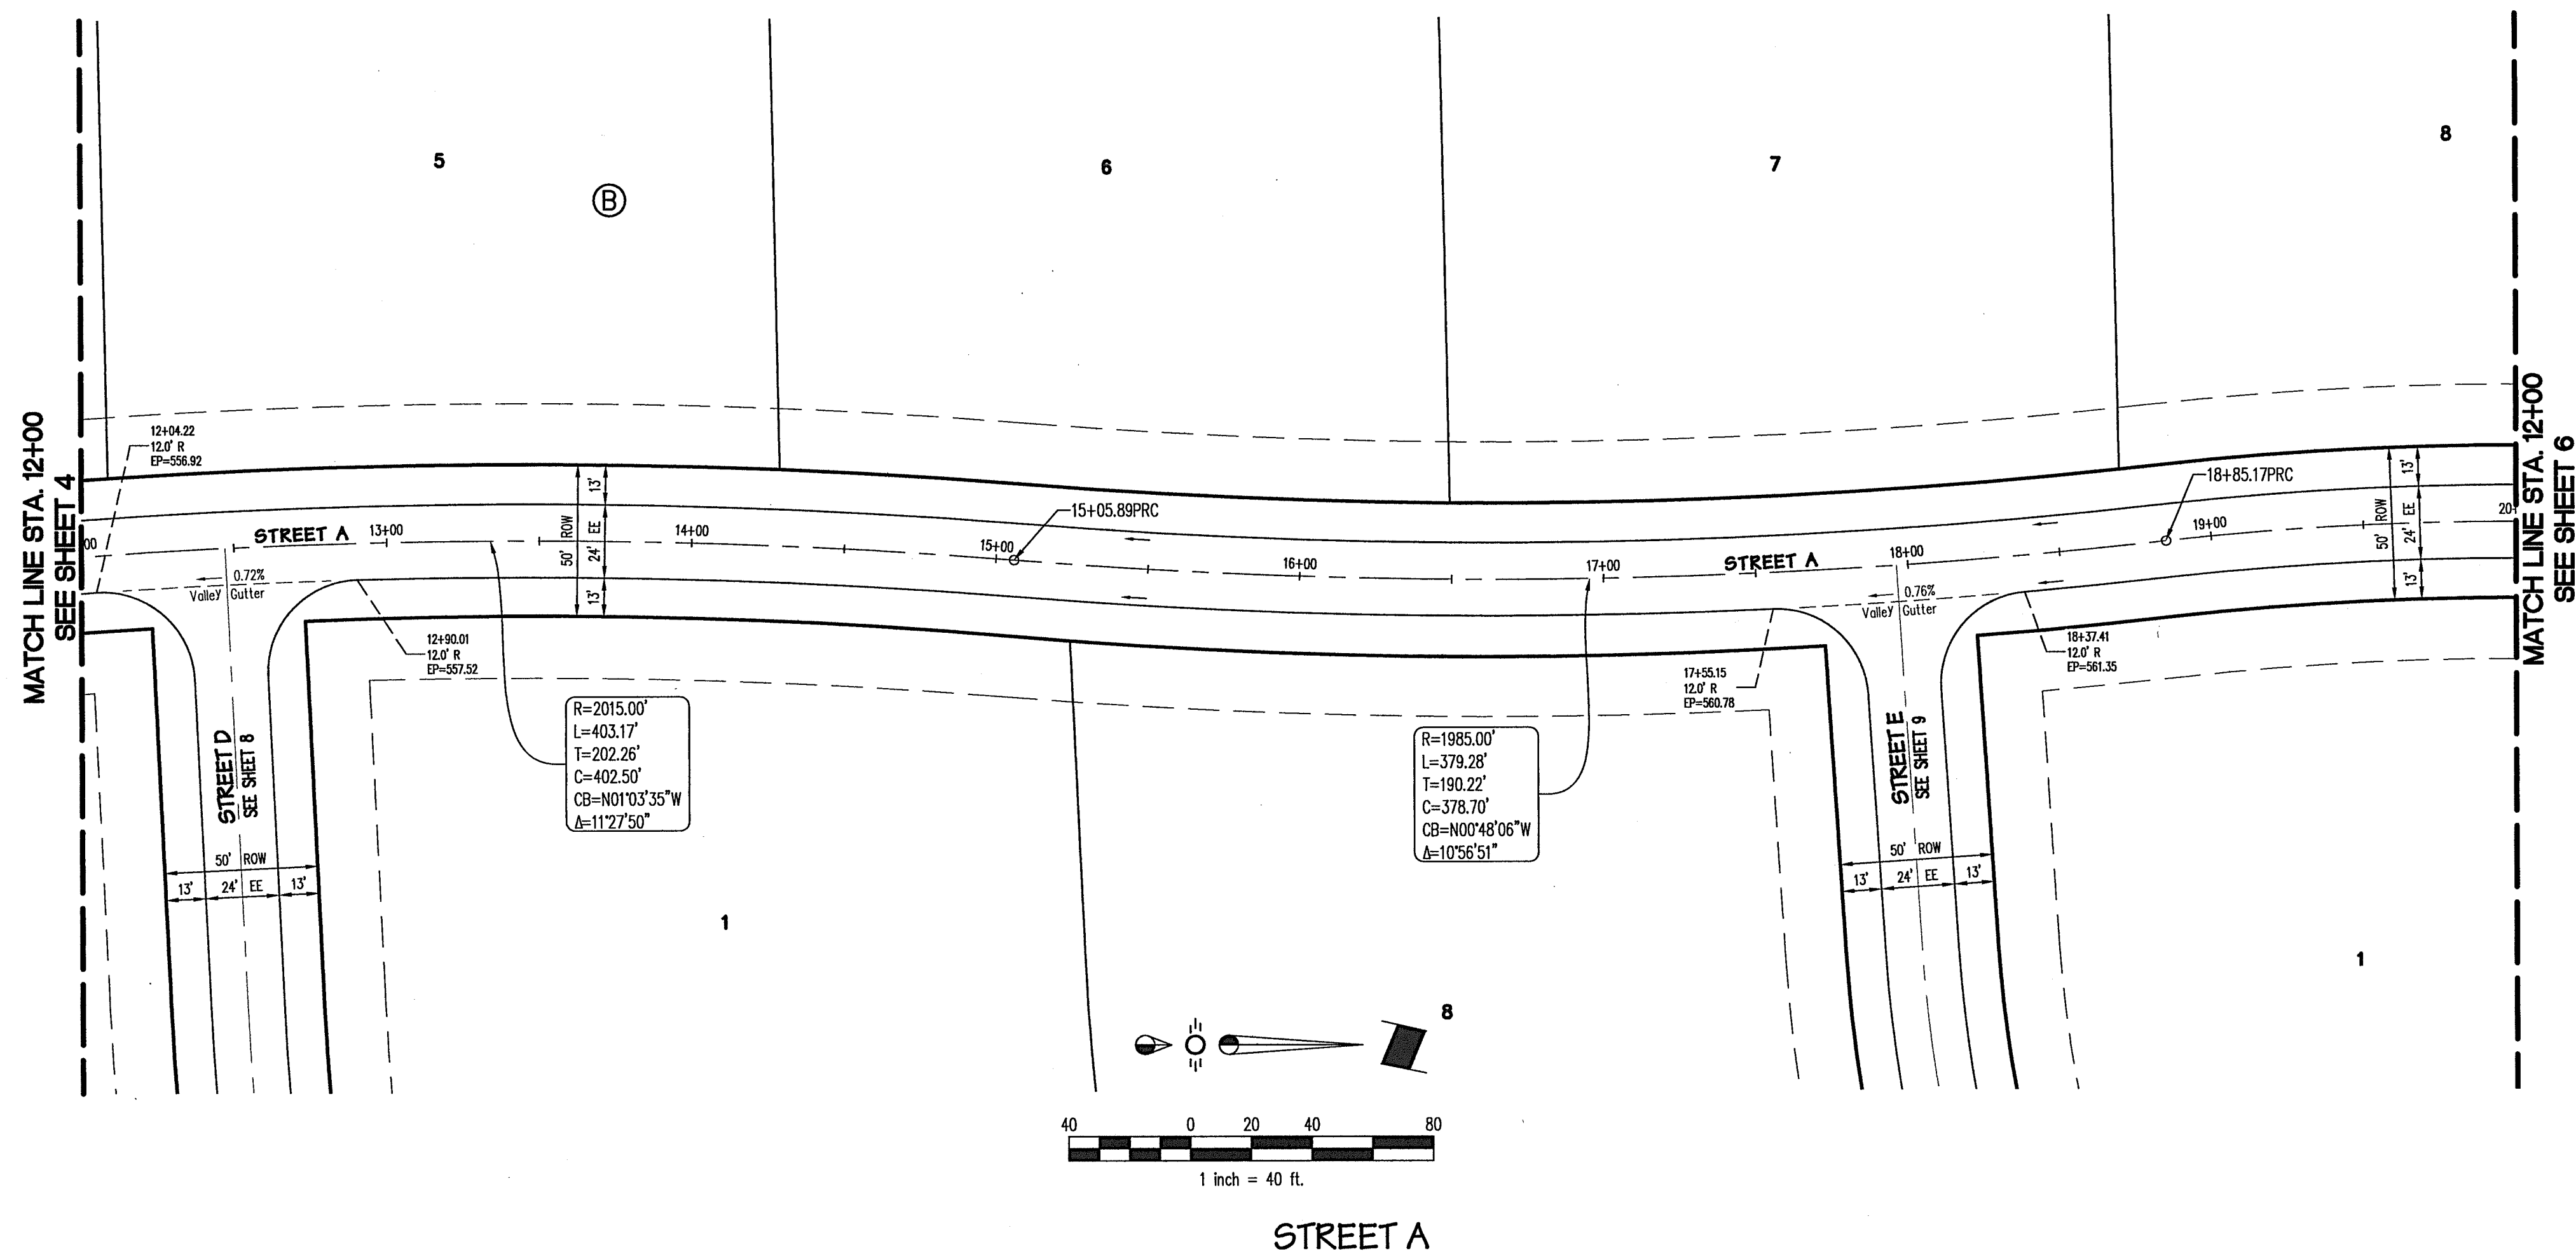 MATCH LINE STA. 12+00
SEE SHEET 4
5
B
6
7
8
12+04.22
12.0' R
EP=556.92
00
STREET A
13+00
14+00
15+00
15+05.89PRC
16+00
17+00
STREET A
18+00
18+85.17PRC
19+00
20
13'
50' ROW
24' EE
13'
13'
50' ROW
24' EE
13'
0.72%
Valley Gutter
12+90.01
12.0' R
EP=557.52
0.76%
Valley Gutter
17+55.15
12.0' R
EP=560.78
18+37.41
12.0' R
EP=561.35
R=2015.00'
L=403.17'
T=202.26'
C=402.50'
CB=N01°03'35"W
Δ=11°27'50"
R=1985.00'
L=379.28'
T=190.22'
C=378.70'
CB=N00°48'06"W
Δ=10°56'51"
STREET D
SEE SHEET 8
50' ROW
13' 24' EE 13'
STREET E
SEE SHEET 9
50' ROW
13' 24' EE 13'
1
8
1
MATCH LINE STA. 12+00
SEE SHEET 6
40 0 20 40 80
1 inch = 40 ft.
STREET A